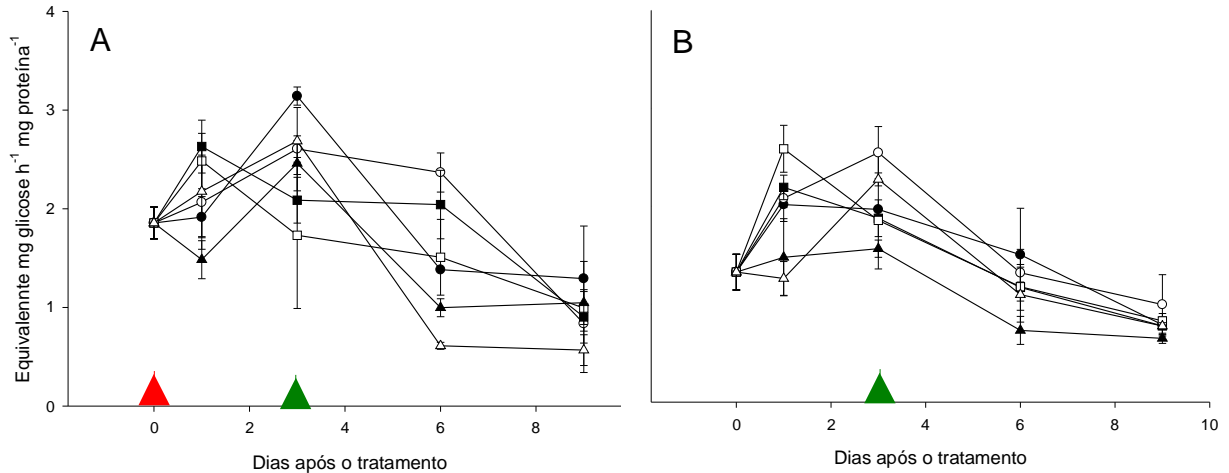 A
B
Equivalennte mg glicose h-1 mg proteína-1
4
3
2
1
0
0 2 4 6 8
0 2 4 6 8 10
Dias após o tratamento
Dias após o tratamento